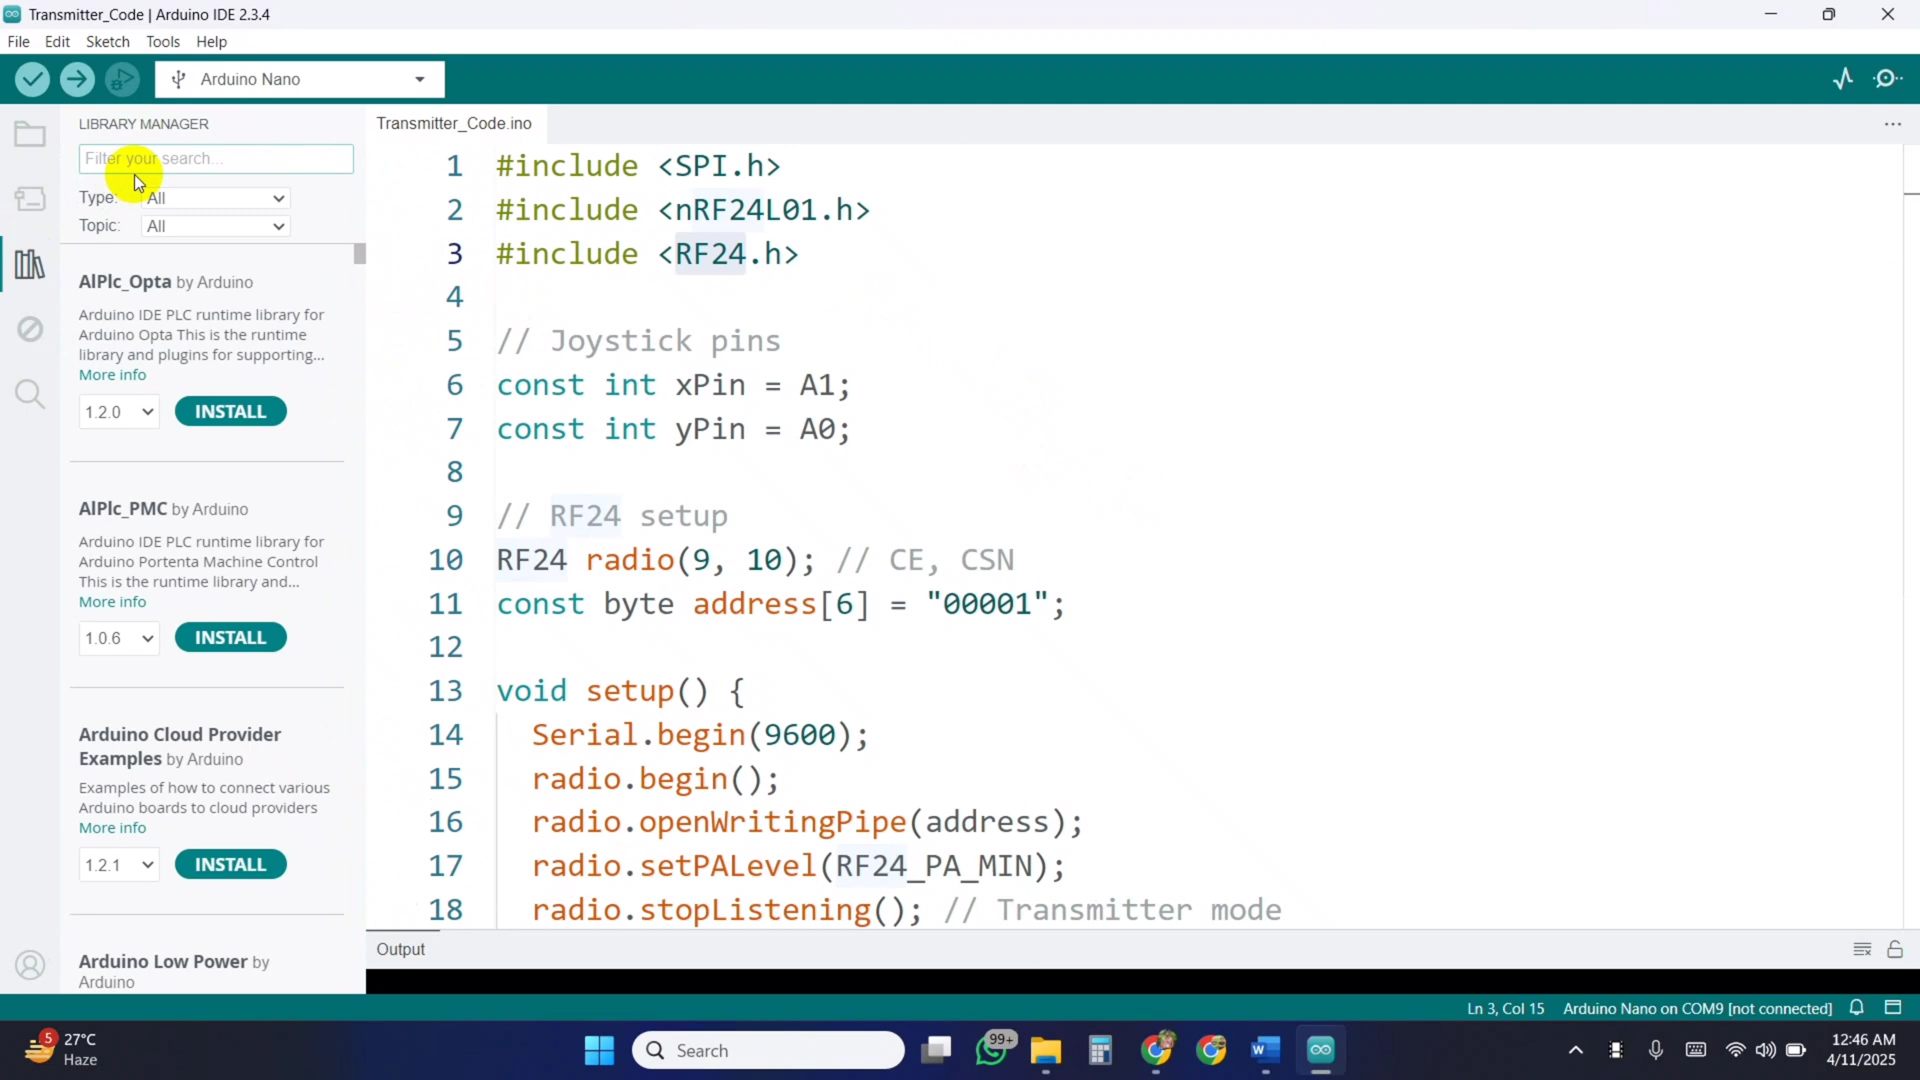 Transmitter_Code | Arduino IDE 2.3.4
File Edit Sketch Tools Help
Arduino Nano
LIBRARY MANAGER
Filter your search...
Type: All
Topic: All
AlPlc_Opta by Arduino
Arduino IDE PLC runtime library for
Arduino Opta This is the runtime
library and plugins for supporting...
More info
1.2.0 INSTALL
AlPlc_PMC by Arduino
Arduino IDE PLC runtime library for
Arduino Portenta Machine Control
This is the runtime library and...
More info
1.0.6 INSTALL
Arduino Cloud Provider
Examples by Arduino
Examples of how to connect various
Arduino boards to cloud providers
More info
1.2.1 INSTALL
Arduino Low Power by
Arduino
Transmitter_Code.ino
1 #include <SPI.h>
2 #include <nRF24L01.h>
3 #include <RF24.h>
4
5 // Joystick pins
6 const int xPin = A1;
7 const int yPin = A0;
8
9 // RF24 setup
10 RF24 radio(9, 10); // CE, CSN
11 const byte address[6] = "00001";
12
13 void setup() {
14 Serial.begin(9600);
15 radio.begin();
16 radio.openWritingPipe(address);
17 radio.setPALevel(RF24_PA_MIN);
18 radio.stopListening(); // Transmitter mode
Output
Ln 3, Col 15 Arduino Nano on COM9 [not connected]
5 27°C
Haze
Search
99+
12:46 AM
4/11/2025